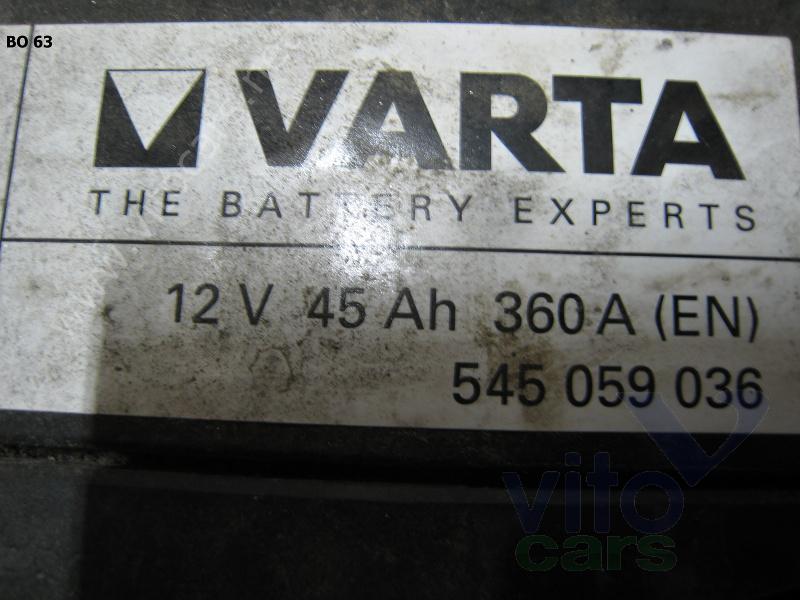 BO 63
VARTA
THE BATTERY EXPERTS
12 V 45 Ah 360 A (EN)
545 059 036
vito
cars